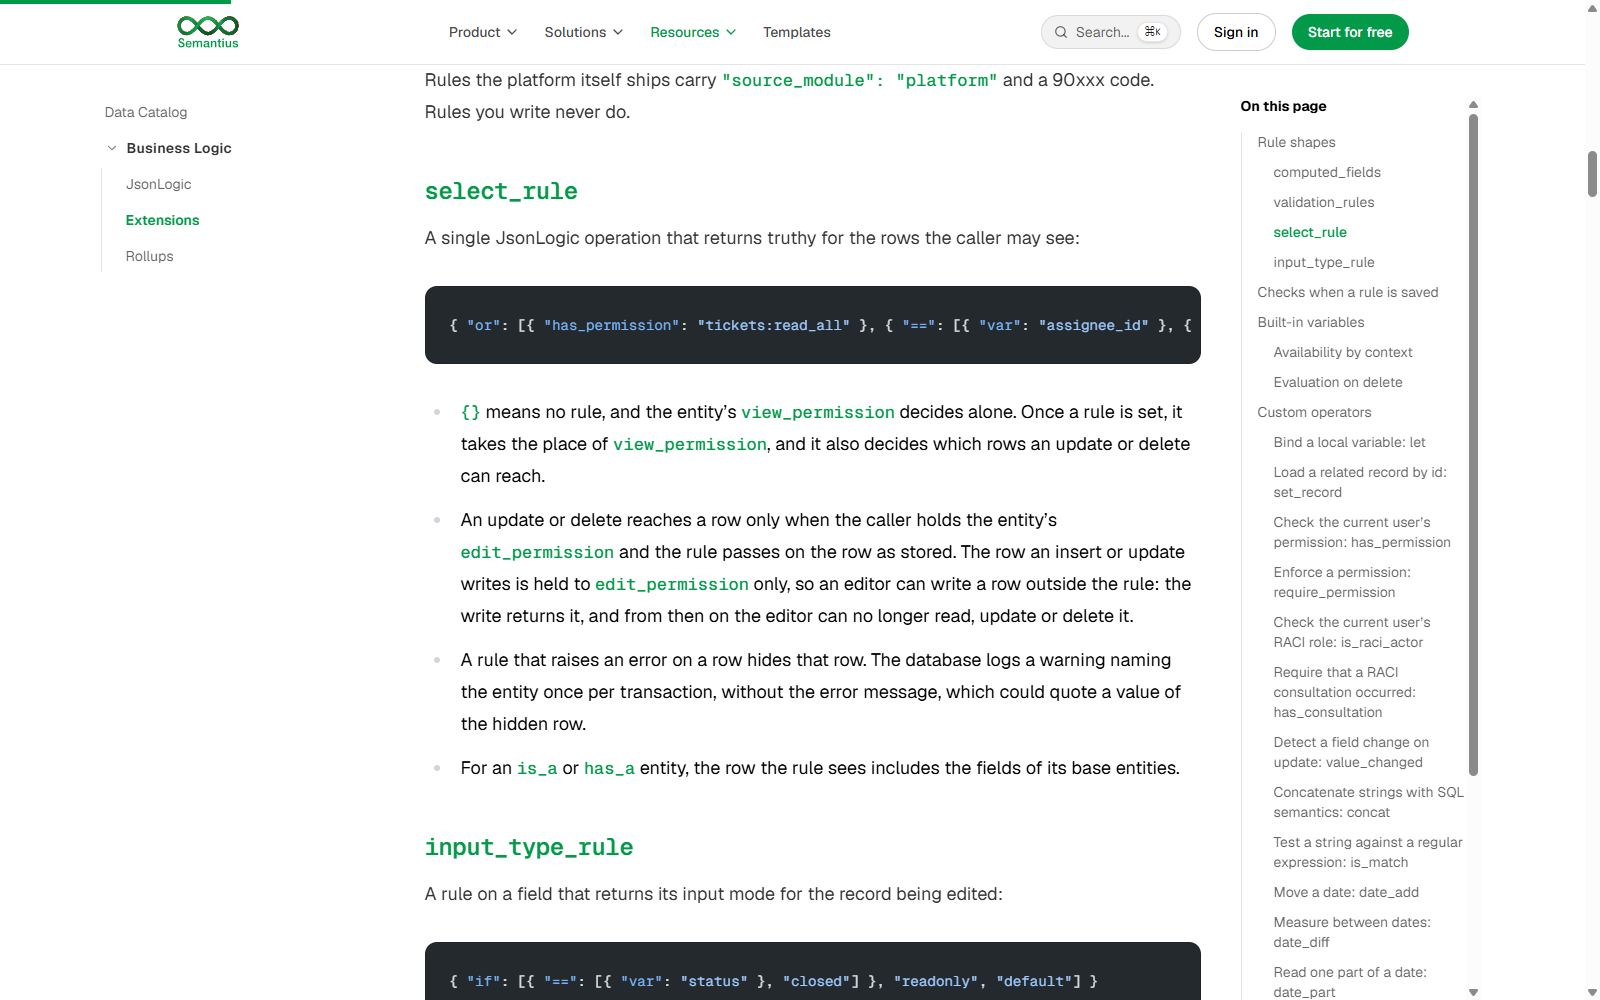 Semantius
Product
Solutions
Resources
Templates
Search...
⌘K
Sign in
Start for free
Data Catalog
Business Logic
JsonLogic
Extensions
Rollups
Rules the platform itself ships carry "source_module": "platform" and a 90xxx code.
Rules you write never do.
select_rule
A single JsonLogic operation that returns truthy for the rows the caller may see:
{ "or": [{ "has_permission": "tickets:read_all" }, { "==": [{ "var": "assignee_id" }, {
{} means no rule, and the entity’s view_permission decides alone. Once a rule is set, it
takes the place of view_permission, and it also decides which rows an update or delete
can reach.
An update or delete reaches a row only when the caller holds the entity’s
edit_permission and the rule passes on the row as stored. The row an insert or update
writes is held to edit_permission only, so an editor can write a row outside the rule: the
write returns it, and from then on the editor can no longer read, update or delete it.
A rule that raises an error on a row hides that row. The database logs a warning naming
the entity once per transaction, without the error message, which could quote a value of
the hidden row.
For an is_a or has_a entity, the row the rule sees includes the fields of its base entities.
input_type_rule
A rule on a field that returns its input mode for the record being edited:
{ "if": [{ "==": [{ "var": "status" }, "closed"] }, "readonly", "default"] }
On this page
Rule shapes
computed_fields
validation_rules
select_rule
input_type_rule
Checks when a rule is saved
Built-in variables
Availability by context
Evaluation on delete
Custom operators
Bind a local variable: let
Load a related record by id:
set_record
Check the current user’s
permission: has_permission
Enforce a permission:
require_permission
Check the current user’s
RACI role: is_raci_actor
Require that a RACI
consultation occurred:
has_consultation
Detect a field change on
update: value_changed
Concatenate strings with SQL
semantics: concat
Test a string against a regular
expression: is_match
Move a date: date_add
Measure between dates:
date_diff
Read one part of a date:
date_part